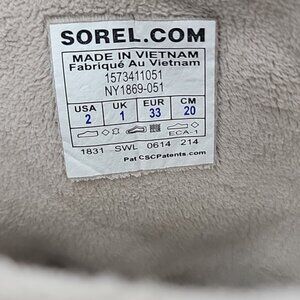 SOREL.COM
MADE IN VIETNAM
Fabriqué Au Vietnam
1573411051
NY1869-051
USA UK EUR CM
2 1 33 20
ECA-1
1831 SWL 0614 214
Pat CSCPatents.com